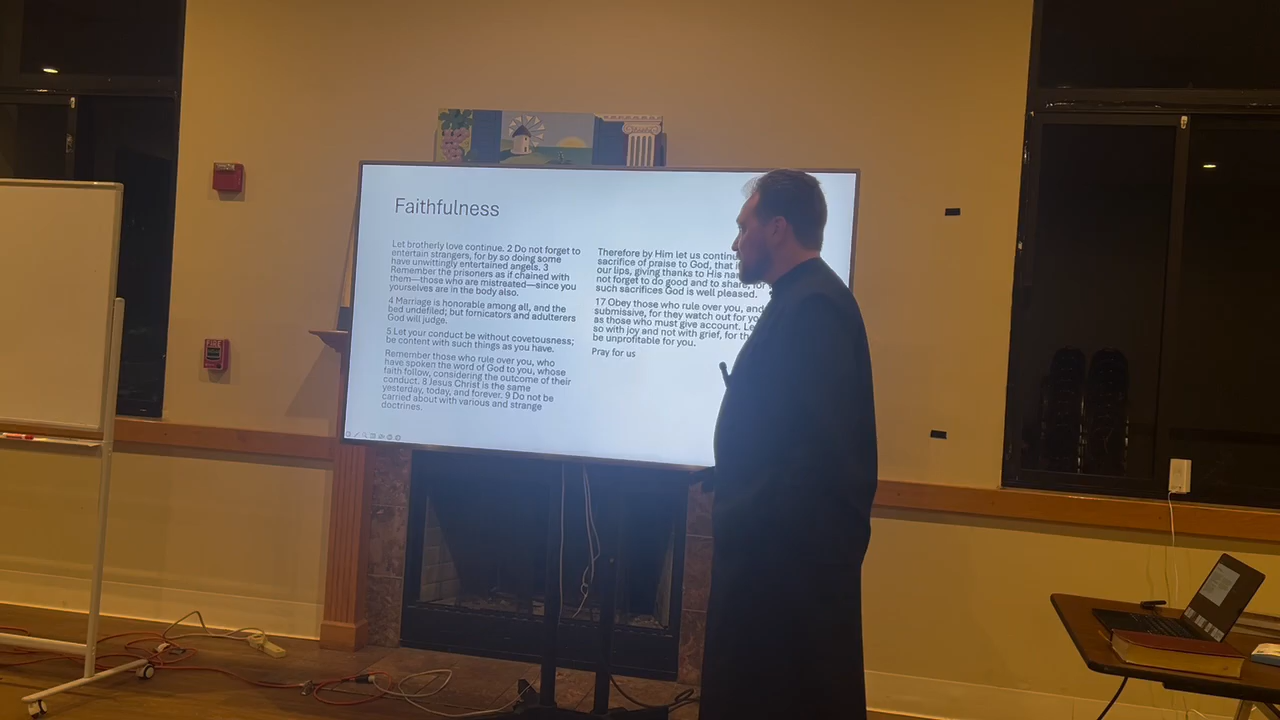 Faithfulness
Let brotherly love continue. 2 Do not forget to
entertain strangers, for by so doing some
have unwittingly entertained angels. 3
Remember the prisoners as if chained with
them—those who are mistreated—since you
yourselves are in the body also.
4 Marriage is honorable among all, and the
bed undefiled; but fornicators and adulterers
God will judge.
5 Let your conduct be without covetousness;
be content with such things as you have.
Remember those who rule over you, who
have spoken the word of God to you, whose
faith follow, considering the outcome of their
conduct. 8 Jesus Christ is the same
yesterday, today, and forever. 9 Do not be
carried about with various and strange
doctrines.
Therefore by Him let us continu
sacrifice of praise to God, that i
our lips, giving thanks to His na
not forget to do good and to share, for
such sacrifices God is well pleased.
17 Obey those who rule over you, and
submissive, for they watch out for yo
as those who must give account. Le
so with joy and not with grief, for th
be unprofitable for you.
Pray for us
FIRE